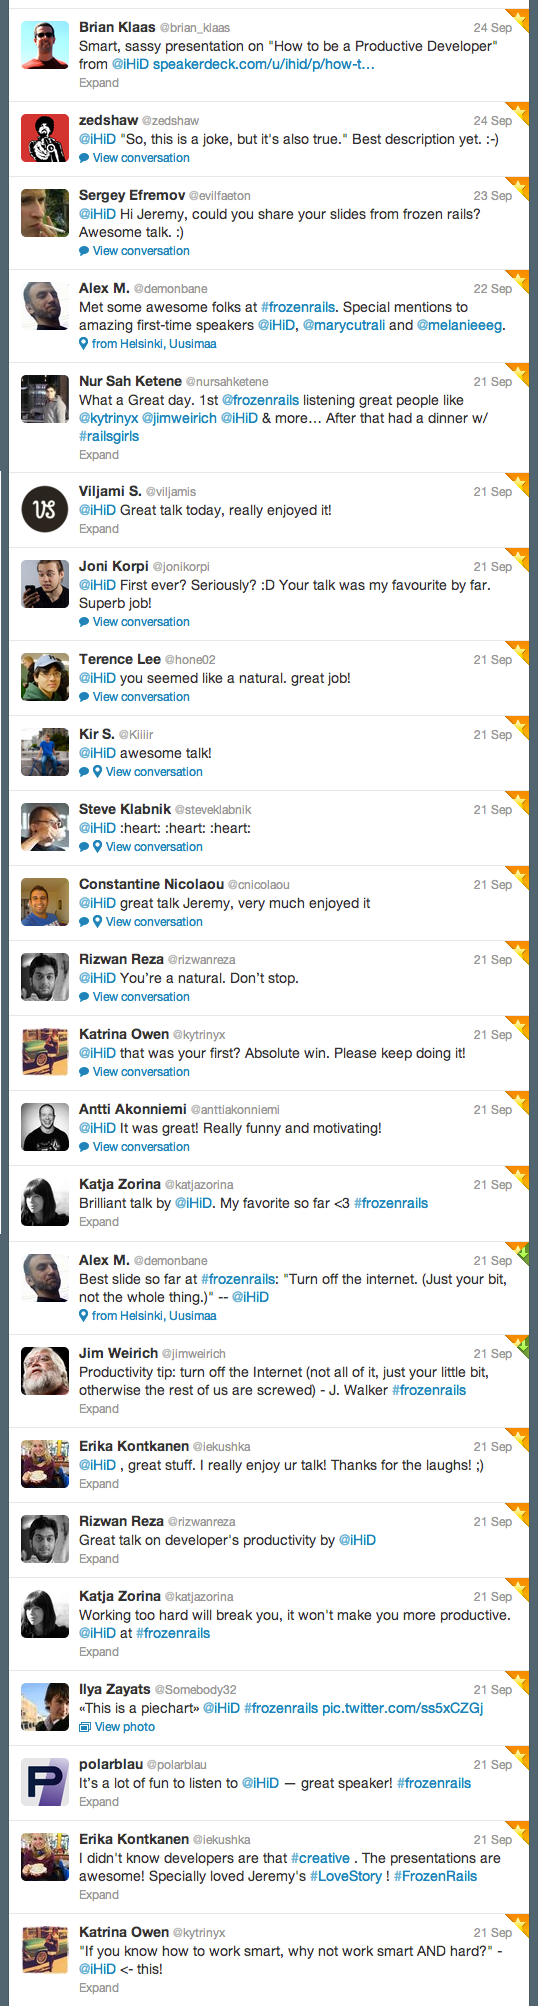 Brian Klaas @brian_klaas 24 Sep
Smart, sassy presentation on "How to be a Productive Developer"
from @iHiD speakerdeck.com/u/ihid/p/how-t…
Expand
zedshaw @zedshaw 24 Sep
@iHiD "So, this is a joke, but it's also true." Best description yet. :-)
View conversation
Sergey Efremov @evilfaeton 23 Sep
@iHiD Hi Jeremy, could you share your slides from frozen rails?
Awesome talk. :)
View conversation
Alex M. @demonbane 22 Sep
Met some awesome folks at #frozenrails. Special mentions to
amazing first-time speakers @iHiD, @marycutrali and @melanieeeg.
from Helsinki, Uusimaa
Nur Sah Ketene @nursahketene 21 Sep
What a Great day. 1st @frozenrails listening great people like
@kytrinyx @jimweirich @iHiD & more… After that had a dinner w/
#railsgirls
Expand
VS
Viljami S. @viljamis 21 Sep
@iHiD Great talk today, really enjoyed it!
Expand
Joni Korpi @jonikorpi 21 Sep
@iHiD First ever? Seriously? :D Your talk was my favourite by far.
Superb job!
View conversation
Terence Lee @hone02 21 Sep
@iHiD you seemed like a natural. great job!
View conversation
Kir S. @Kiiiir 21 Sep
@iHiD awesome talk!
View conversation
Steve Klabnik @steveklabnik 21 Sep
@iHiD :heart: :heart: :heart:
View conversation
Constantine Nicolaou @cnicolaou 21 Sep
@iHiD great talk Jeremy, very much enjoyed it
View conversation
Rizwan Reza @rizwanreza 21 Sep
@iHiD You’re a natural. Don’t stop.
View conversation
Katrina Owen @kytrinyx 21 Sep
@iHiD that was your first? Absolute win. Please keep doing it!
View conversation
Antti Akonniemi @anttiakonniemi 21 Sep
@iHiD It was great! Really funny and motivating!
View conversation
Katja Zorina @katjazorina 21 Sep
Brilliant talk by @iHiD. My favorite so far <3 #frozenrails
Expand
Alex M. @demonbane 21 Sep
Best slide so far at #frozenrails: "Turn off the internet. (Just your bit,
not the whole thing.)" -- @iHiD
from Helsinki, Uusimaa
Jim Weirich @jimweirich 21 Sep
Productivity tip: turn off the Internet (not all of it, just your little bit,
otherwise the rest of us are screwed) - J. Walker #frozenrails
Expand
Erika Kontkanen @iekushka 21 Sep
@iHiD , great stuff. I really enjoy ur talk! Thanks for the laughs! ;)
Expand
Rizwan Reza @rizwanreza 21 Sep
Great talk on developer's productivity by @iHiD
Expand
Katja Zorina @katjazorina 21 Sep
Working too hard will break you, it won't make you more productive.
@iHiD at #frozenrails
Expand
Ilya Zayats @Somebody32 21 Sep
«This is a piechart» @iHiD #frozenrails pic.twitter.com/ss5xCZGj
View photo
P
polarblau @polarblau 21 Sep
It’s a lot of fun to listen to @iHiD — great speaker! #frozenrails
Expand
Erika Kontkanen @iekushka 21 Sep
I didn't know developers are that #creative . The presentations are
awesome! Specially loved Jeremy's #LoveStory ! #FrozenRails
Expand
Katrina Owen @kytrinyx 21 Sep
"If you know how to work smart, why not work smart AND hard?" -
@iHiD <- this!
Expand